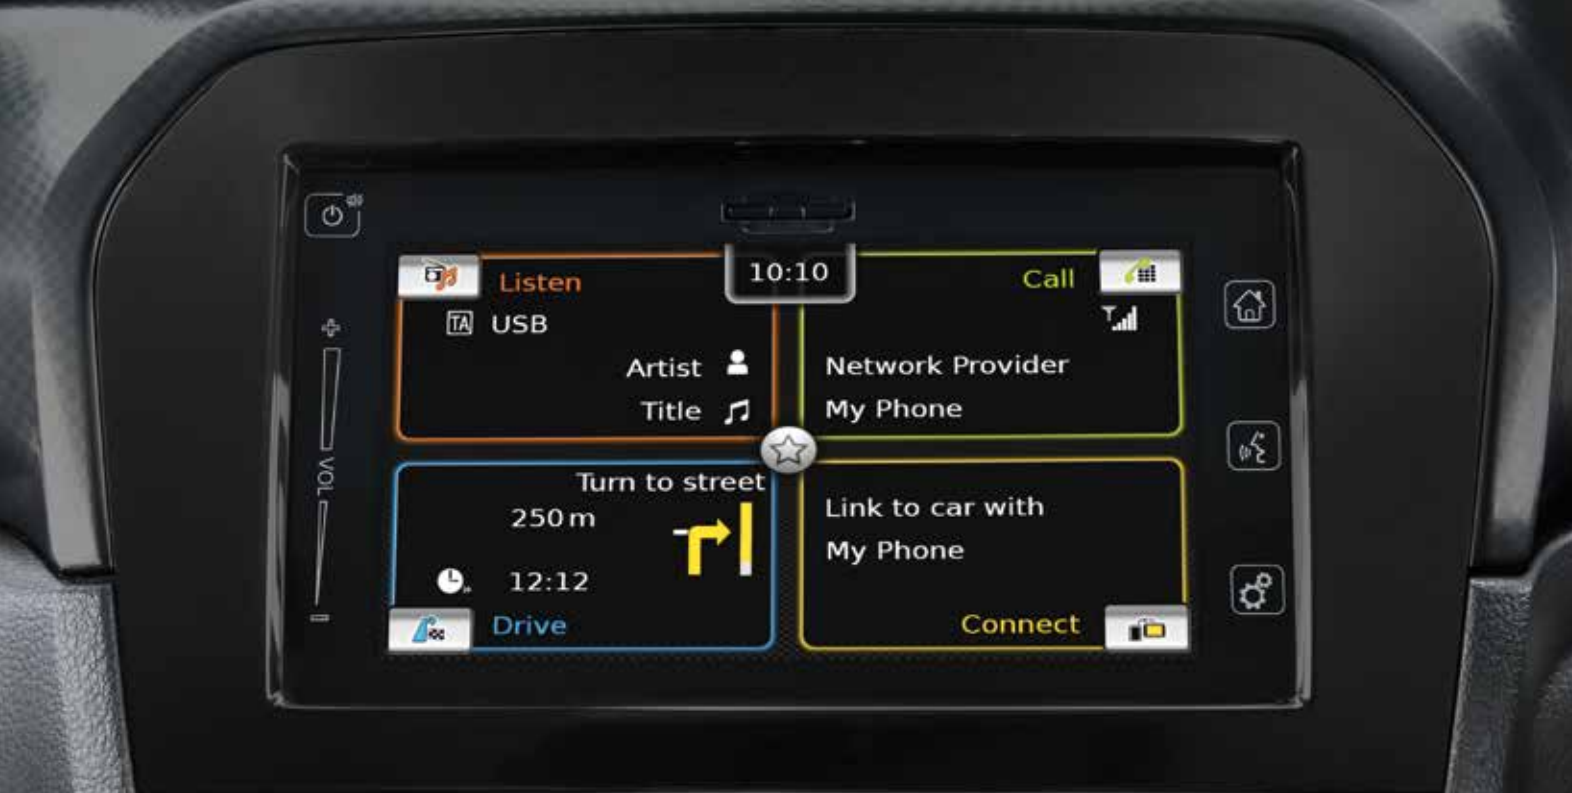 10:10
Listen
TA USB
Artist
Title
Call
Network Provider
My Phone
VOL
Turn to street
250 m
12:12
Drive
Link to car with
My Phone
Connect